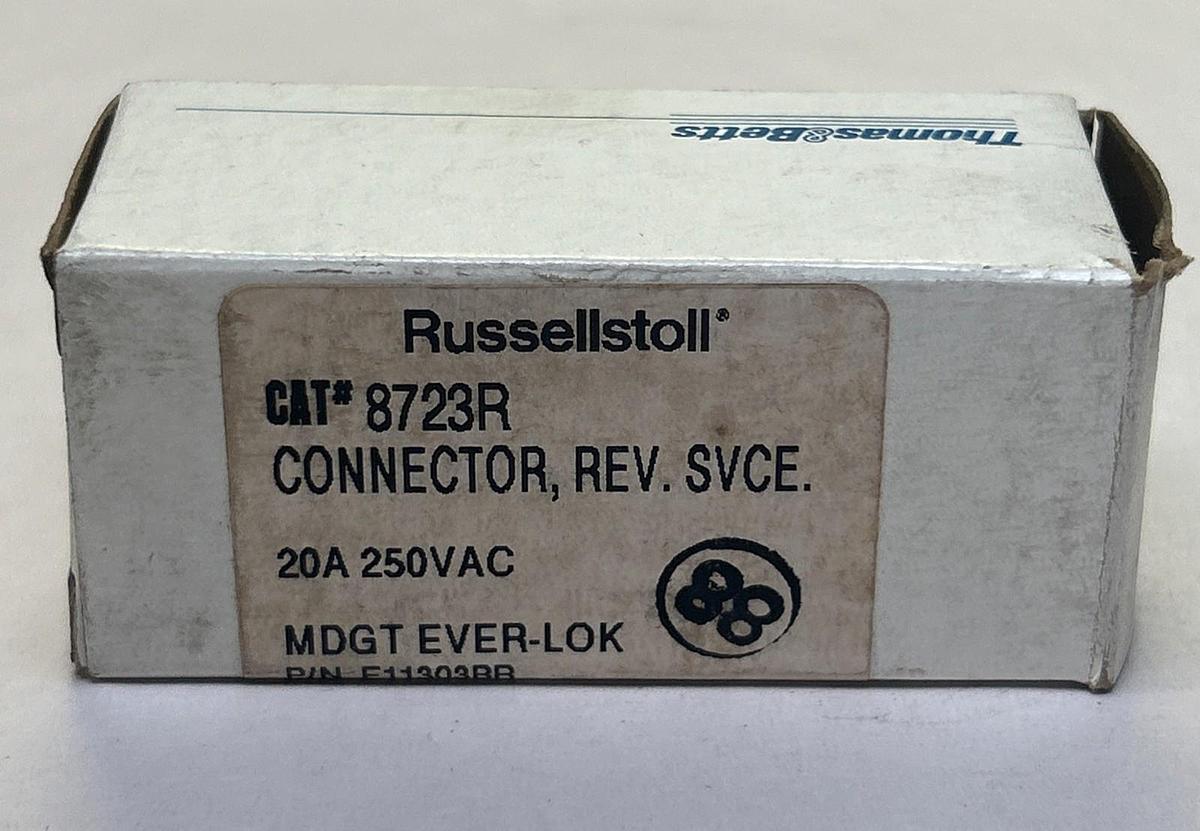 Thomas&Betts
Russellstoll®
CAT# 8723R
CONNECTOR, REV. SVCE.
20A 250VAC
MDGT EVER-LOK
P/N